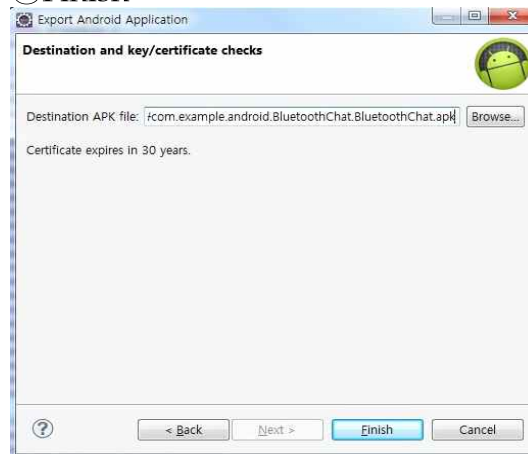 Finish
Export Android Application
Destination and key/certificate checks
Destination APK file: com.example.android.BluetoothChat.BluetoothChat.apk Browse...
Certificate expires in 30 years.
? < Back Next > Finish Cancel